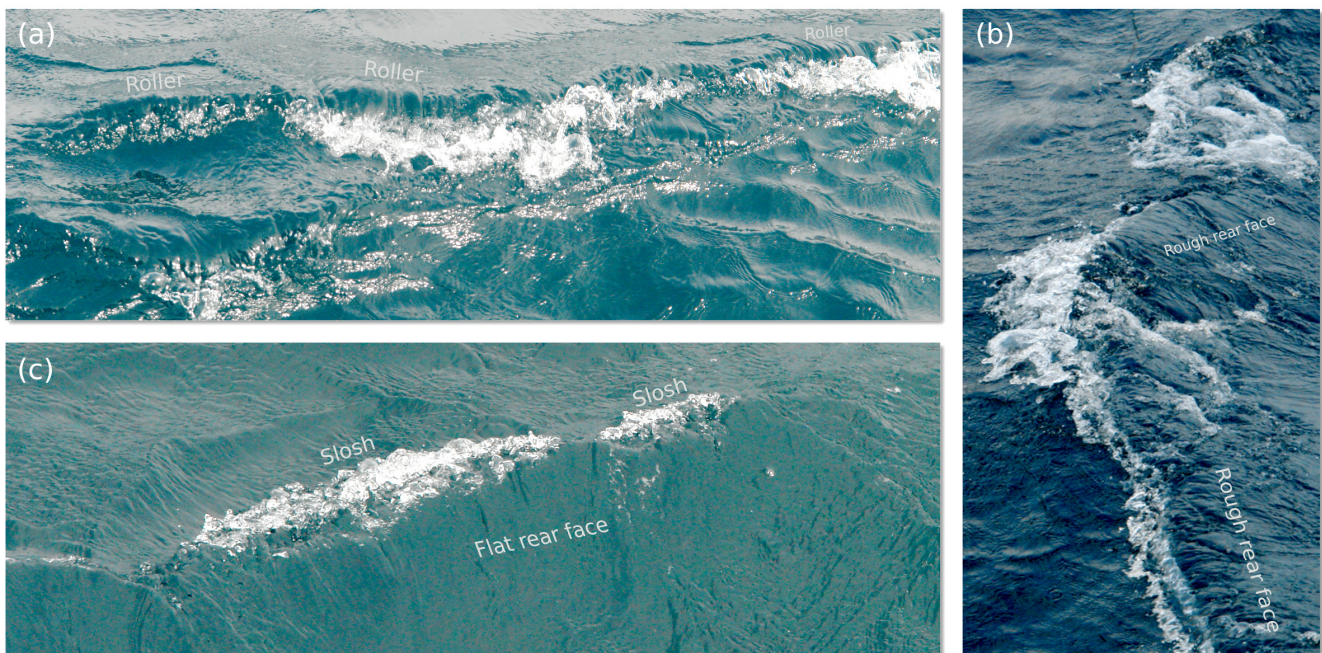 (a)
Roller
Roller
Roller
(b)
Rough rear face
Rough rear face
(c)
Slosh
Slosh
Flat rear face